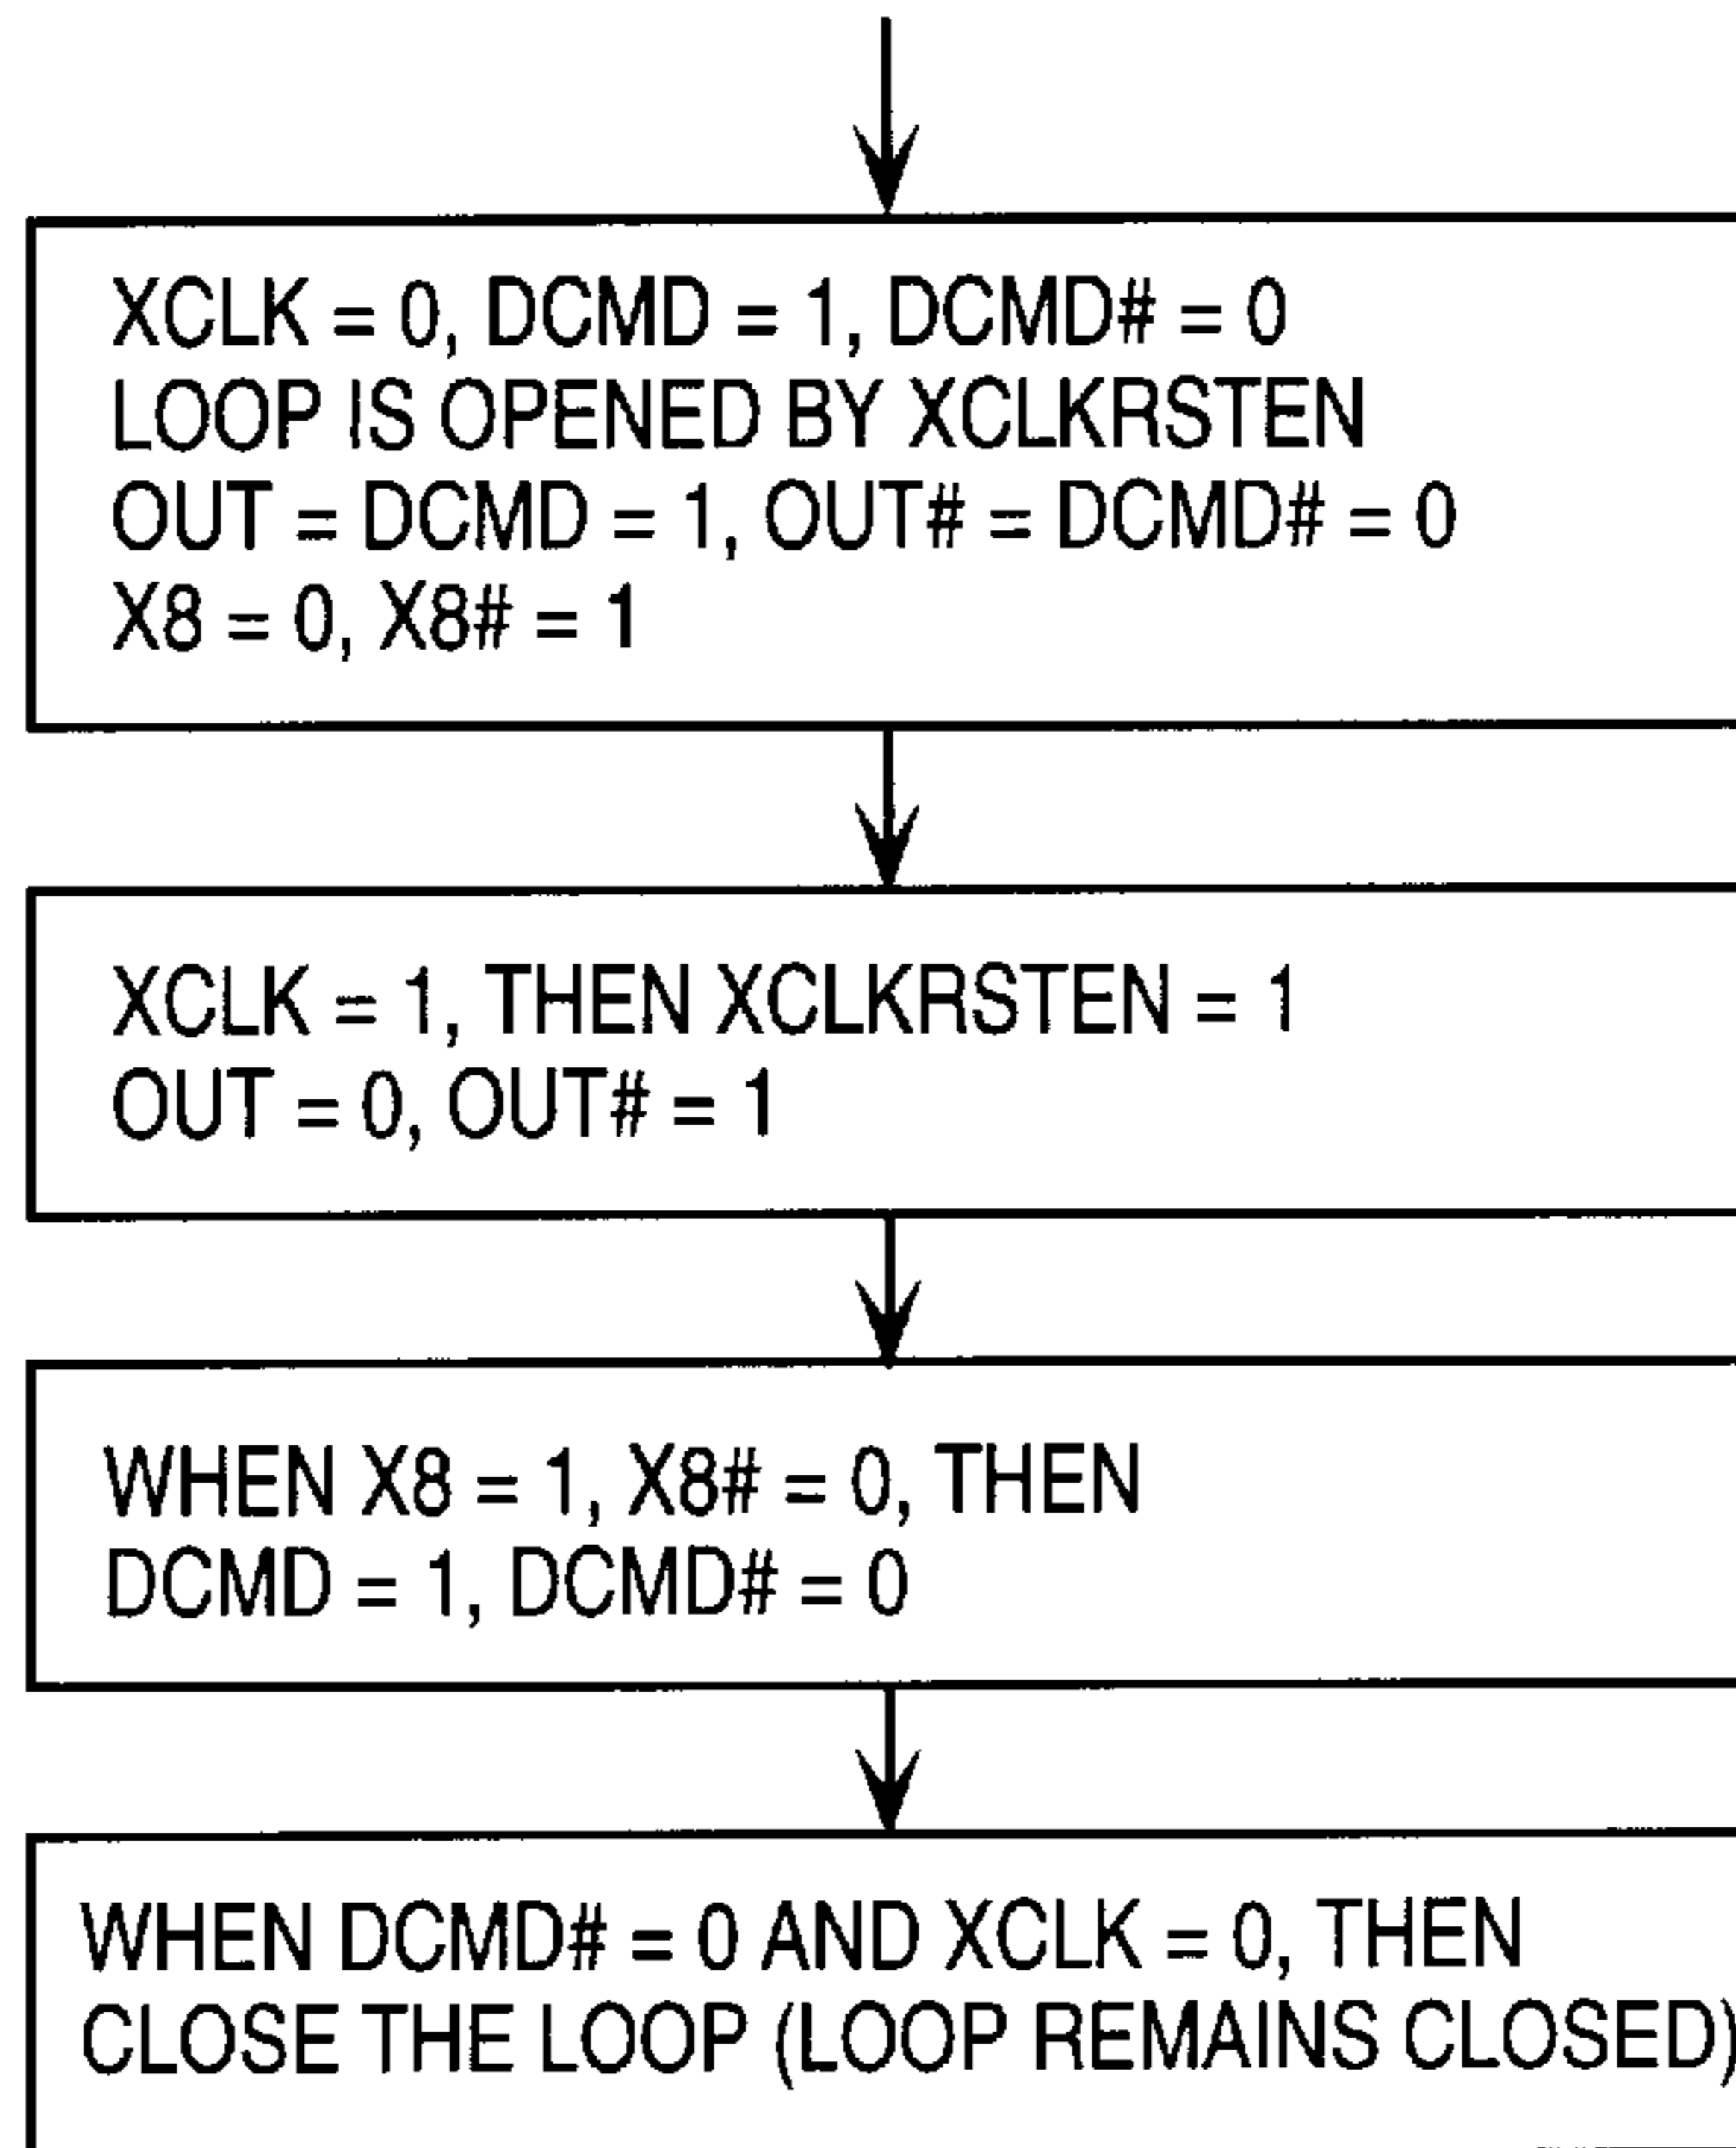 XCLK = 0, DCMD = 1, DCMD# = 0
LOOP IS OPENED BY XCLKRSTEN
OUT = DCMD = 1, OUT# = DCMD# = 0
X8 = 0, X8# = 1
XCLK = 1, THEN XCLKRSTEN = 1
OUT = 0, OUT# = 1
WHEN X8 = 1, X8# = 0, THEN
DCMD = 1, DCMD# = 0
WHEN DCMD# = 0 AND XCLK = 0, THEN
CLOSE THE LOOP (LOOP REMAINS CLOSED)